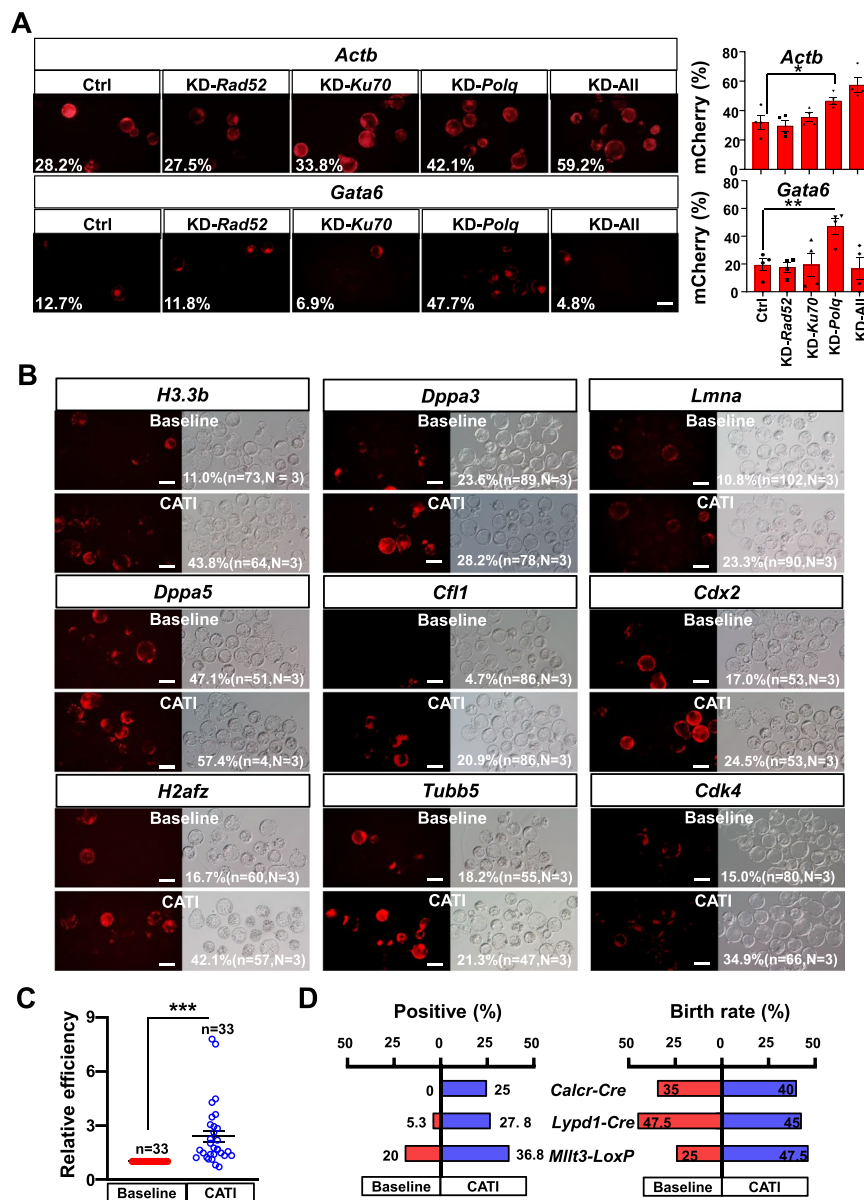 A
Actb
Ctrl KD-Rad52 KD-Ku70 KD-Polq KD-All
28.2% 27.5% 33.8% 42.1% 59.2%
Gata6
Ctrl KD-Rad52 KD-Ku70 KD-Polq KD-All
12.7% 11.8% 6.9% 47.7% 4.8%
mCherry (%)
80
60
40
20
0
Actb
*
mCherry (%)
80
60
40
20
0
Gata6
**
Ctrl
KD-Rad52
KD-Ku70
KD-Polq
KD-All
B
H3.3b Dppa3 Lmna
Baseline Baseline Baseline
11.0%(n=73,N = 3) 23.6%(n=89,N=3) 10.8%(n=102,N=3)
CATI CATI CATI
43.8%(n=64,N=3) 28.2%(n=78,N=3) 23.3%(n=90,N=3)
Dppa5 Cfl1 Cdx2
Baseline Baseline Baseline
47.1%(n=51,N=3) 4.7%(n=86,N=3) 17.0%(n=53,N=3)
CATI CATI CATI
57.4%(n=4,N=3) 20.9%(n=86,N=3) 24.5%(n=53,N=3)
H2afz Tubb5 Cdk4
Baseline Baseline Baseline
16.7%(n=60,N=3) 18.2%(n=55,N=3) 15.0%(n=80,N=3)
CATI CATI CATI
42.1%(n=57,N=3) 21.3%(n=47,N=3) 34.9%(n=66,N=3)
C
Relative efficiency
9
6
3
0
***
n=33
n=33
Baseline CATI
D
Positive (%) Birth rate (%)
50 25 0 25 50 50 25 0 25 50
0 25 Calcr-Cre 35 40
5.3 27. 8 Lypd1-Cre 47.5 45
20 36.8 Mllt3-LoxP 25 47.5
Baseline CATI Baseline CATI